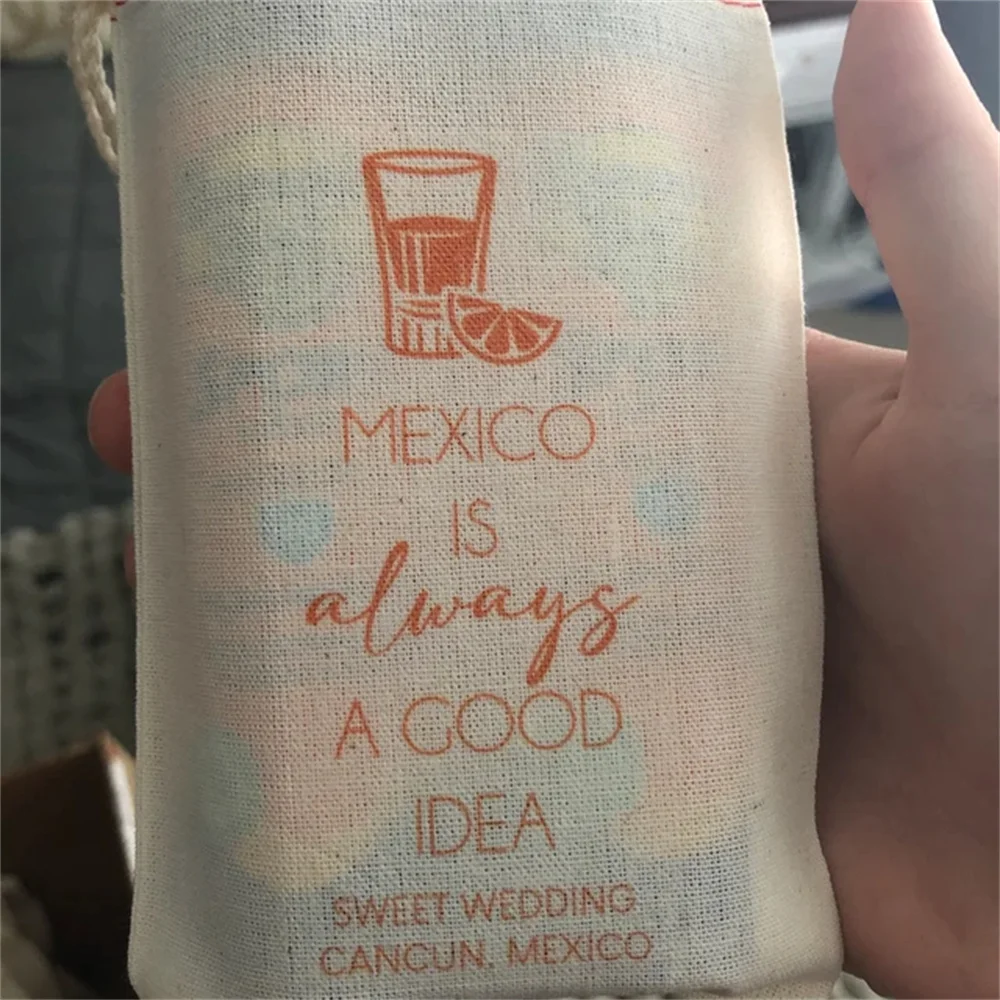 MEXICO
IS
always
A GOOD
IDEA
SWEET WEDDING
CANCUN, MEXICO